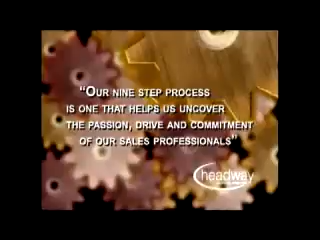 “OUR NINE STEP PROCESS
IS ONE THAT HELPS US UNCOVER
THE PASSION, DRIVE AND COMMITMENT
OF OUR SALES PROFESSIONALS”
headway